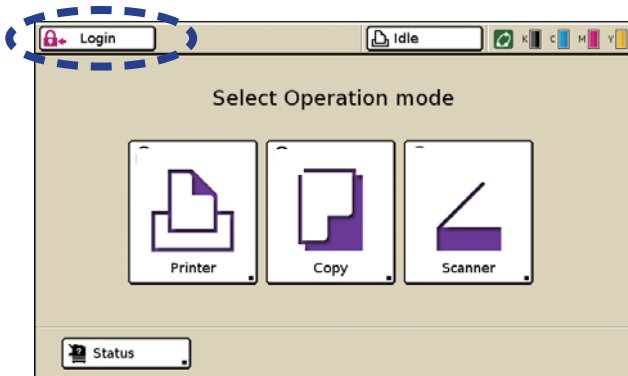 Login
Idle
K C M Y
Select Operation mode
Printer
Copy
Scanner
Status